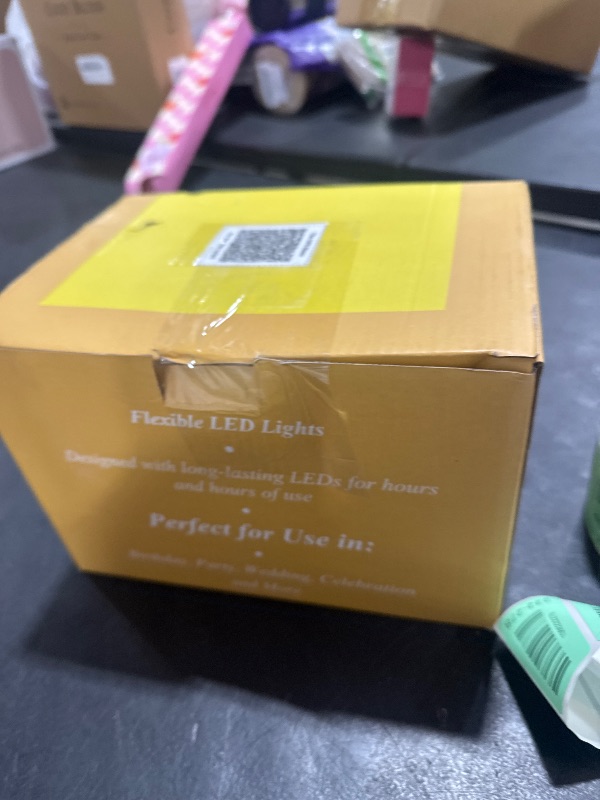 Flexible LED Lights
•
Designed with long-lasting LEDs for hours
and hours of use
•
Perfect for Use in:
•
Birthday, Party, Wedding, Celebration
and More